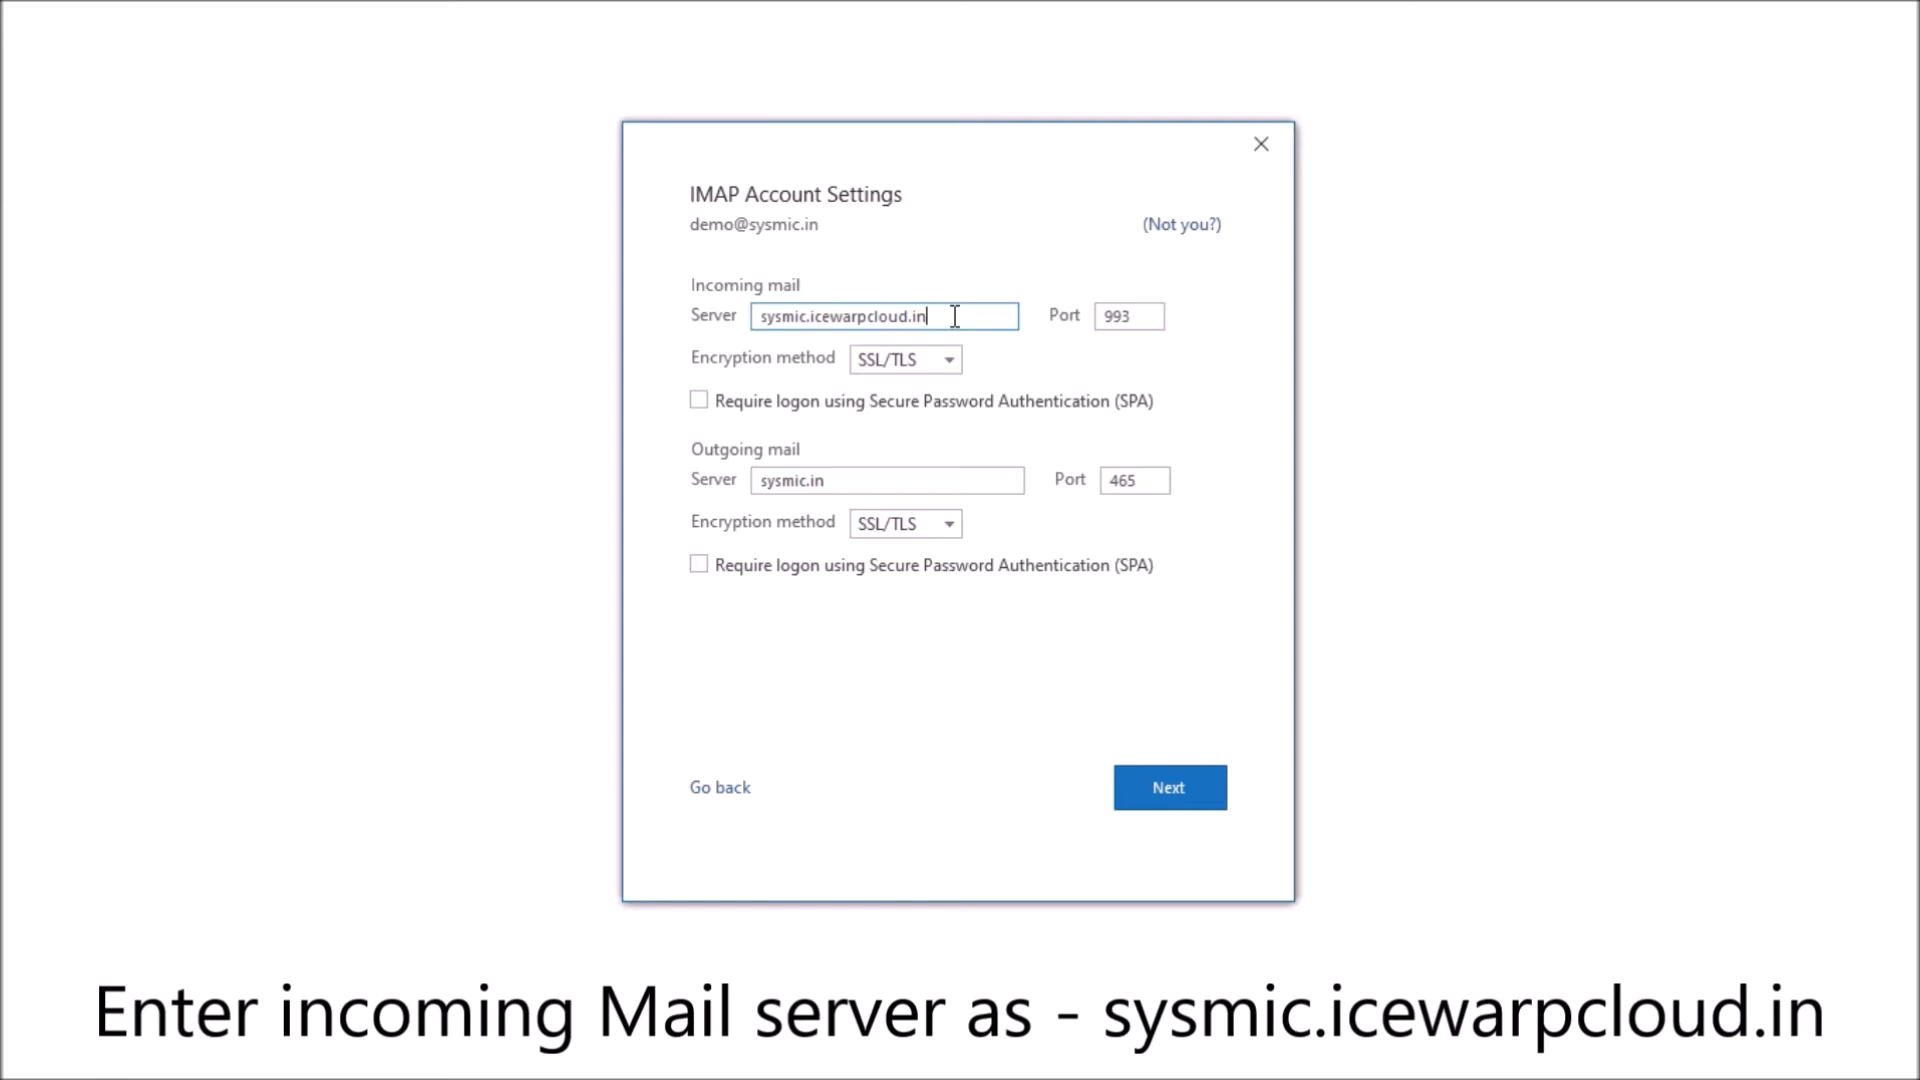 IMAP Account Settings
demo@sysmic.in (Not you?)
Incoming mail
Server sysmic.icewarpcloud.in Port 993
Encryption method SSL/TLS
Require logon using Secure Password Authentication (SPA)
Outgoing mail
Server sysmic.in Port 465
Encryption method SSL/TLS
Require logon using Secure Password Authentication (SPA)
Go back Next
Enter incoming Mail server as - sysmic.icewarpcloud.in